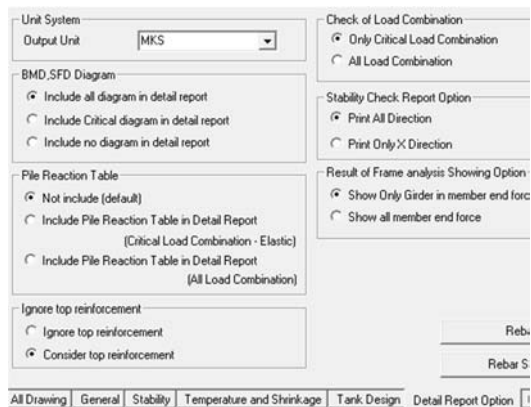 Unit System
Output Unit MKS
BMD,SFD Diagram
Include all diagram in detail report
Include Critical diagram in detail report
Include no diagram in detail report
Pile Reaction Table
Not include (default)
Include Pile Reaction Table in Detail Report
(Critical Load Combination - Elastic)
Include Pile Reaction Table in Detail Report
(All Load Combination)
Ignore top reinforcement
Ignore top reinforcement
Consider top reinforcement
Check of Load Combination
Only Critical Load Combination
All Load Combination
Stability Check Report Option
Print All Direction
Print Only X Direction
Result of Frame analysis Showing Option
Show Only Girder in member end forc
Show all member end force
Reba
Rebar S
All Drawing General Stability Temperature and Shrinkage Tank Design Detail Report Option